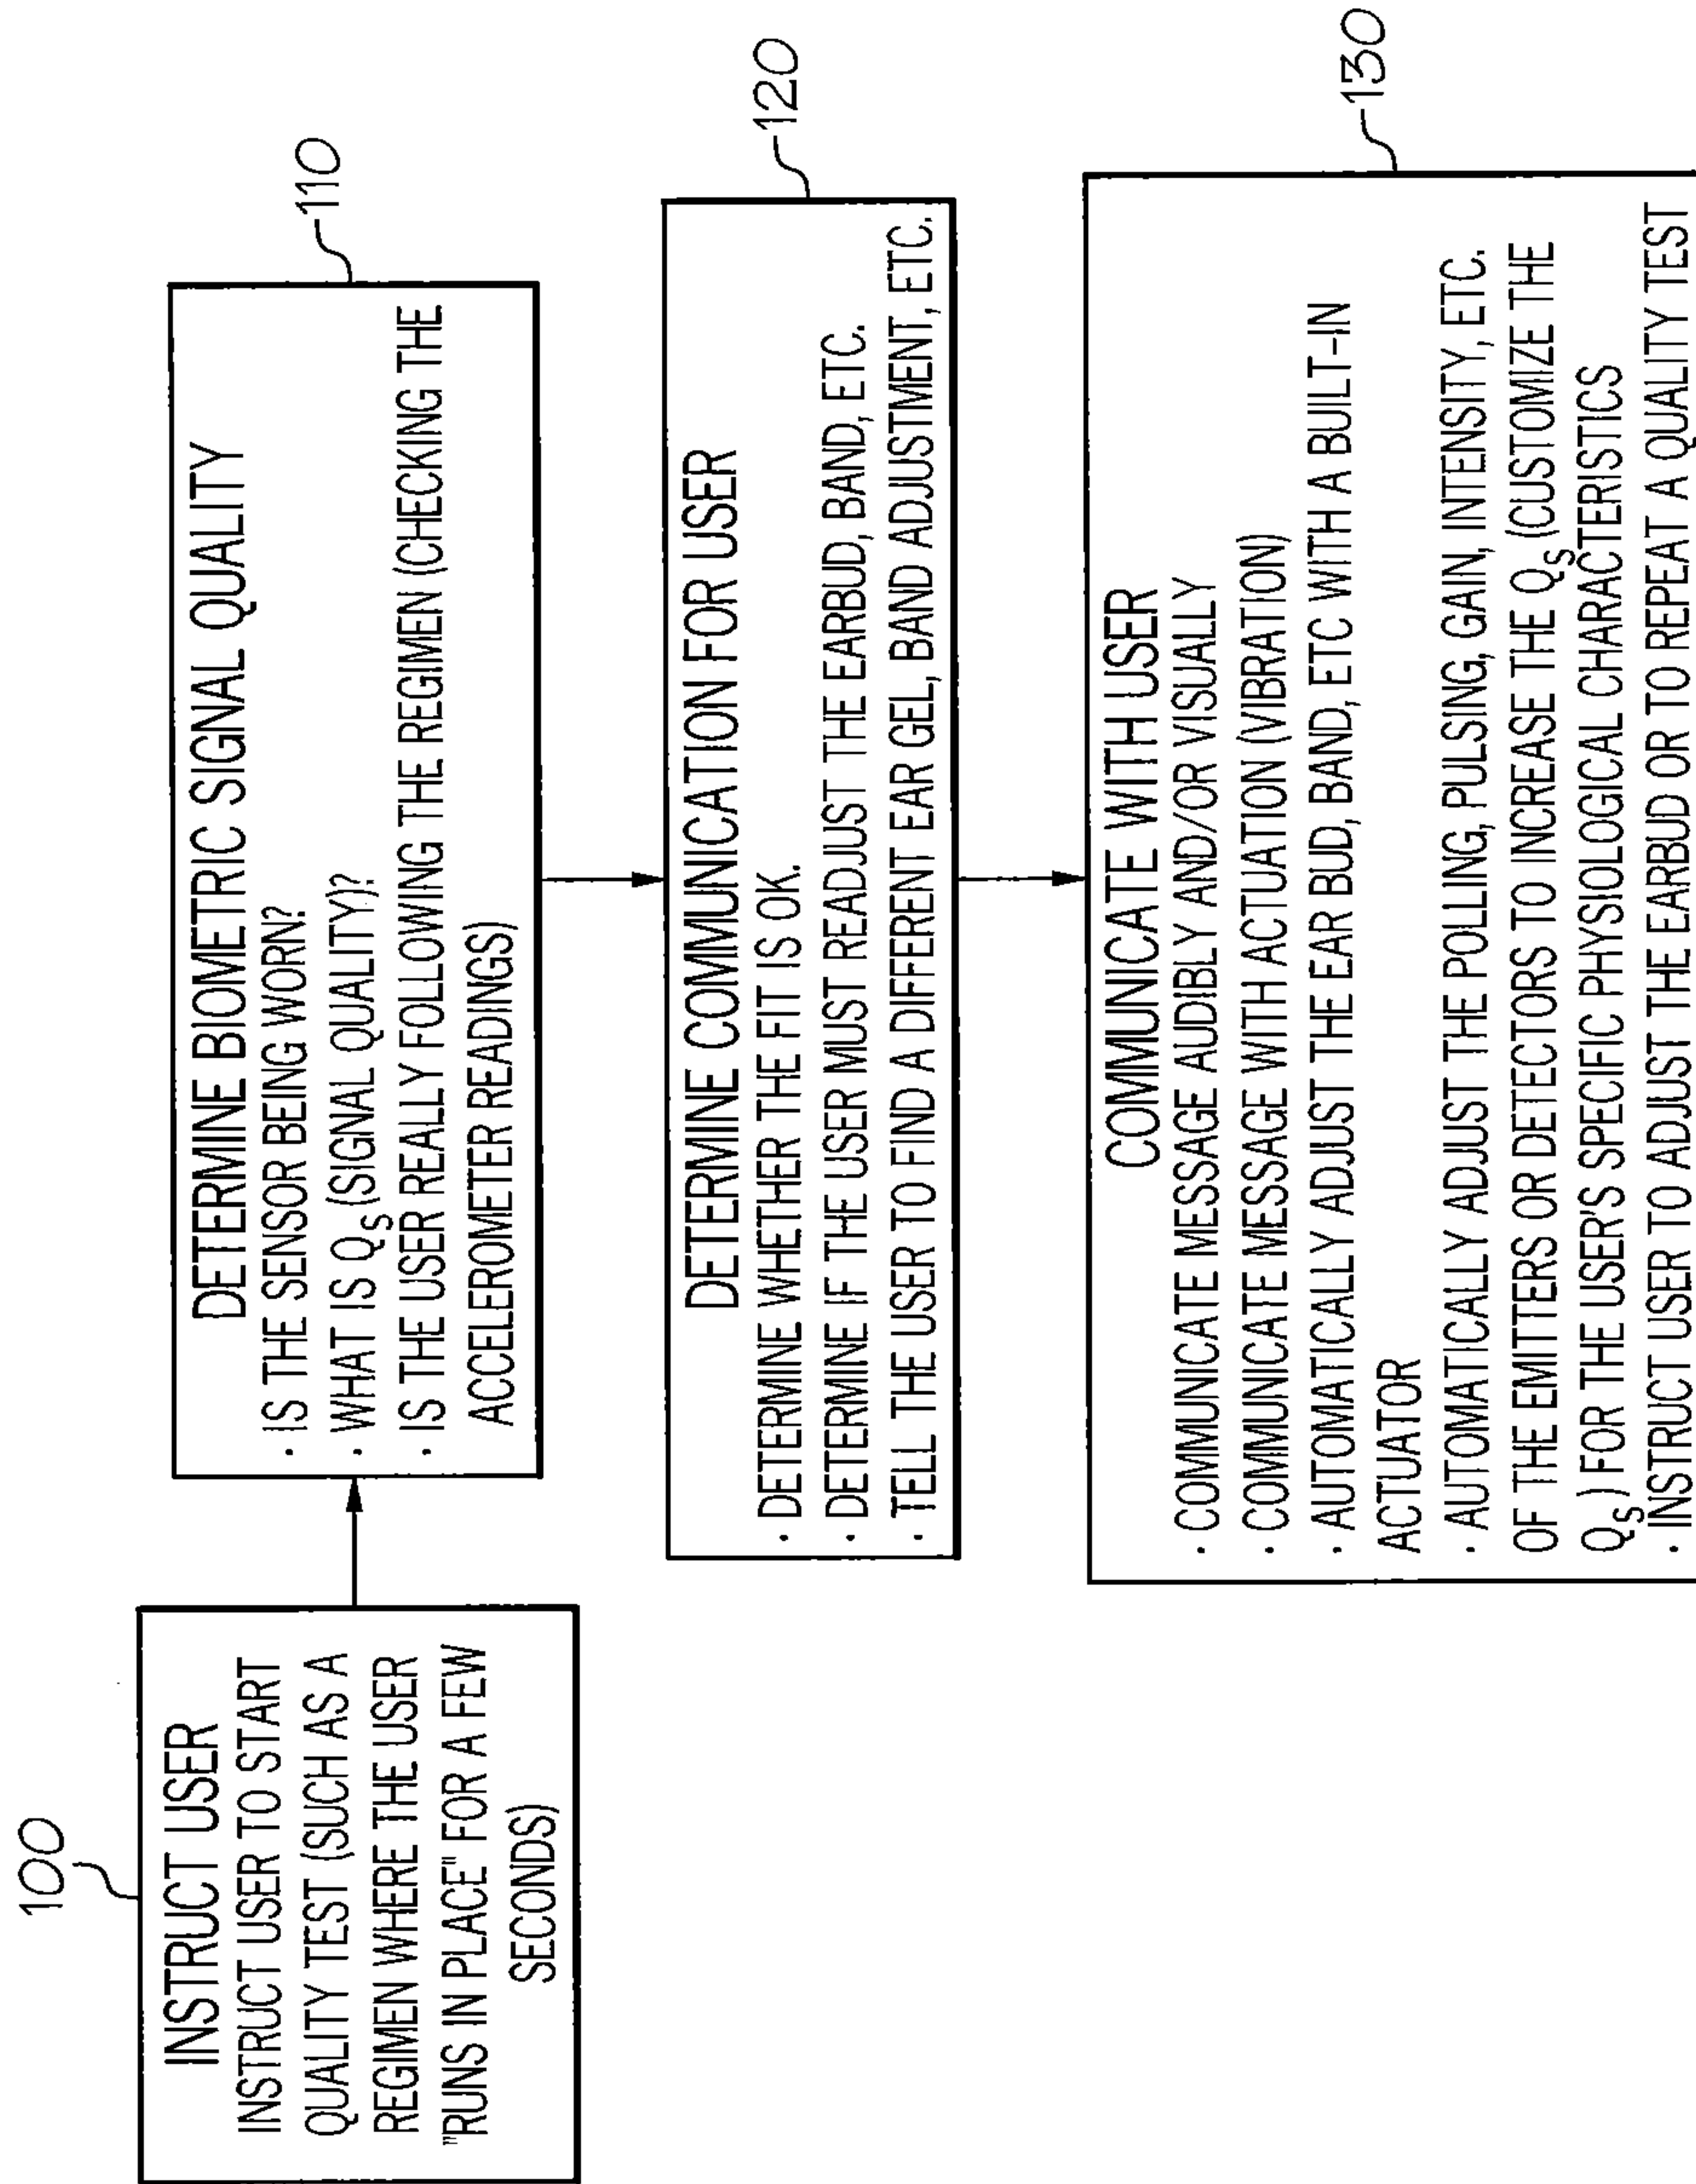 100
INSTRUCT USER
INSTRUCT USER TO START
QUALITY TEST (SUCH AS A
REGIMEN WHERE THE USER
"RUNS IN PLACE" FOR A FEW
SECONDS)
110
DETERMINE BIOMETRIC SIGNAL QUALITY
· IS THE SENSOR BEING WORN?
· WHAT IS Qs (SIGNAL QUALITY)?
· IS THE USER REALLY FOLLOWING THE REGIMEN (CHECKING THE
ACCELEROMETER READINGS)
120
DETERMINE COMMUNICATION FOR USER
· DETERMINE WHETHER THE FIT IS OK.
· DETERMINE IF THE USER MUST READJUST THE EARBUD, BAND, ETC.
· TELL THE USER TO FIND A DIFFERENT EAR GEL, BAND ADJUSTMENT, ETC.
130
COMMUNICATE WITH USER
· COMMUNICATE MESSAGE AUDIBLY AND/OR VISUALLY
· COMMUNICATE MESSAGE WITH ACTUATION (VIBRATION)
· AUTOMATICALLY ADJUST THE EAR BUD, BAND, ETC WITH A BUILT-IN
ACTUATOR
· AUTOMATICALLY ADJUST THE POLLING, PULSING, GAIN, INTENSITY, ETC.
OF THE EMITTERS OR DETECTORS TO INCREASE THE Qs (CUSTOMIZE THE
Qs) FOR THE USER'S SPECIFIC PHYSIOLOGICAL CHARACTERISTICS
· INSTRUCT USER TO ADJUST THE EARBUD OR TO REPEAT A QUALITY TEST